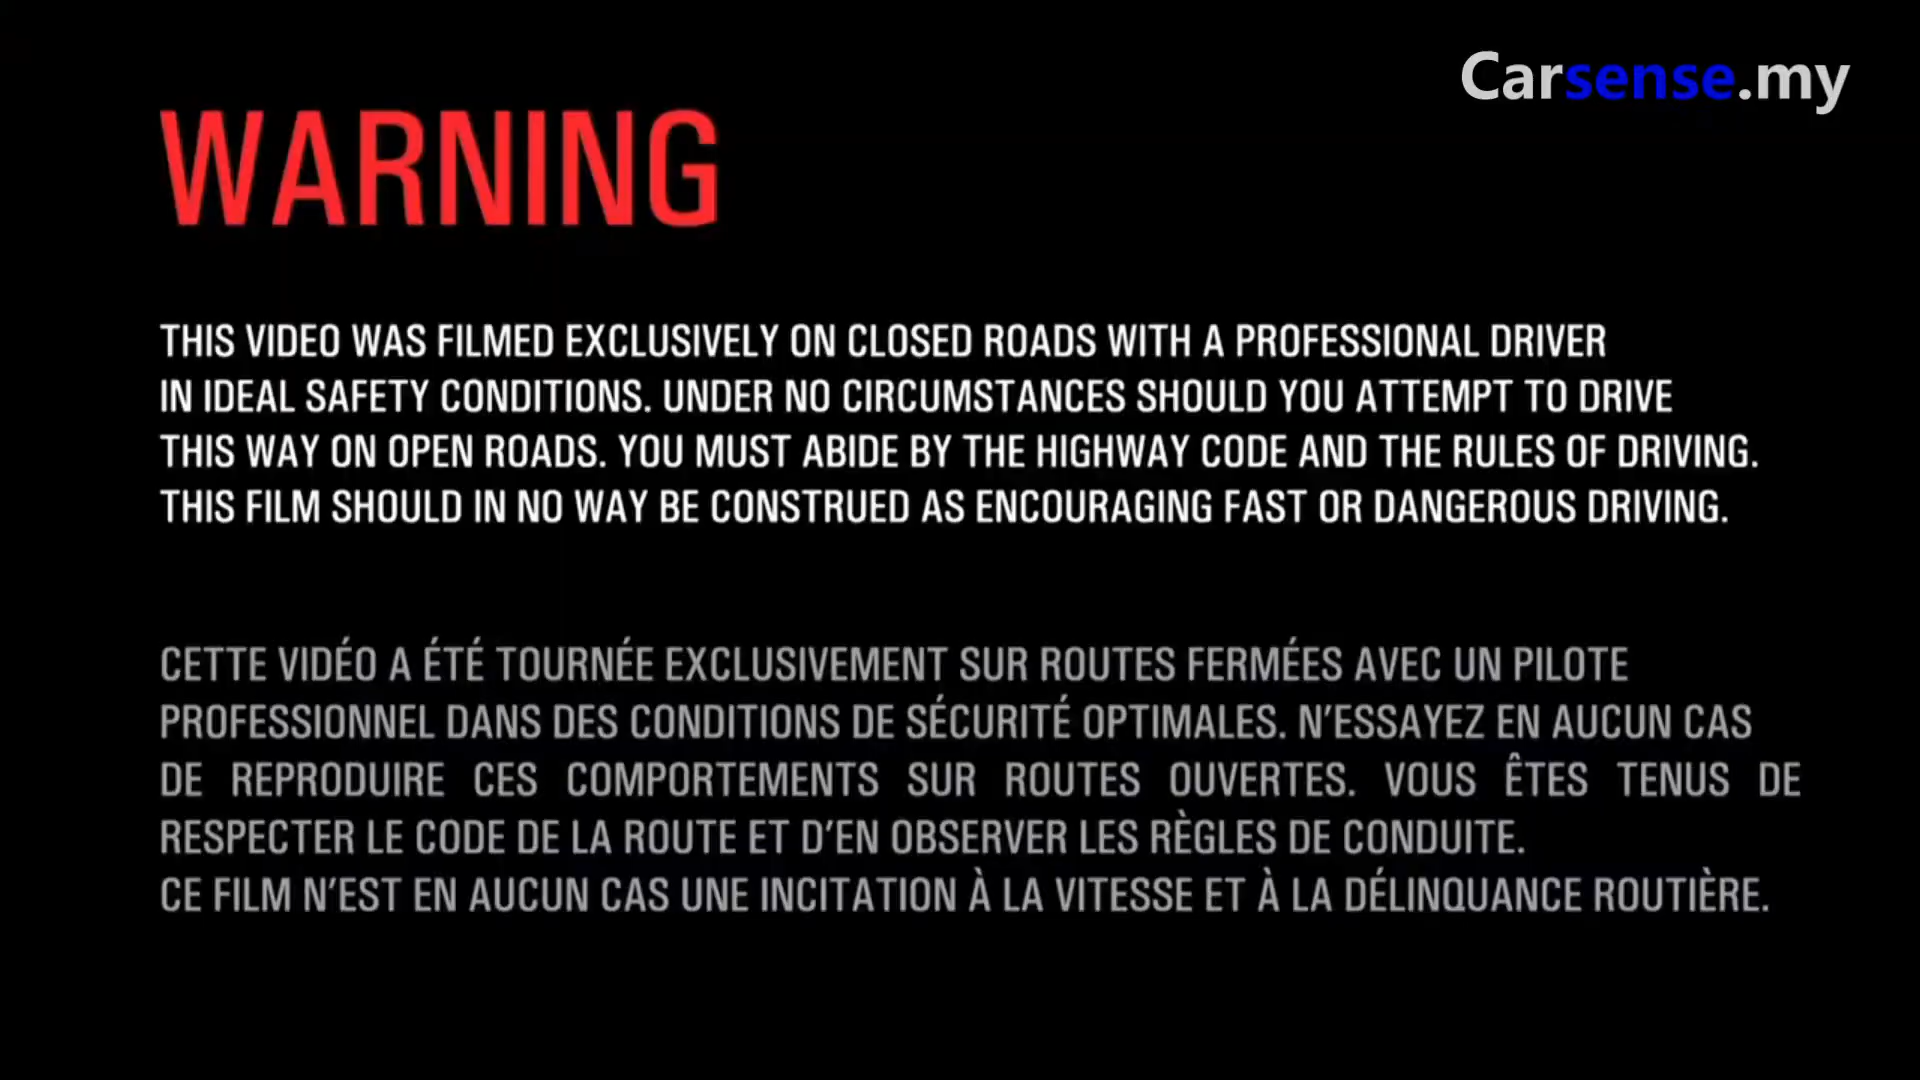 Carsense.my
WARNING
THIS VIDEO WAS FILMED EXCLUSIVELY ON CLOSED ROADS WITH A PROFESSIONAL DRIVER
IN IDEAL SAFETY CONDITIONS. UNDER NO CIRCUMSTANCES SHOULD YOU ATTEMPT TO DRIVE
THIS WAY ON OPEN ROADS. YOU MUST ABIDE BY THE HIGHWAY CODE AND THE RULES OF DRIVING.
THIS FILM SHOULD IN NO WAY BE CONSTRUED AS ENCOURAGING FAST OR DANGEROUS DRIVING.
CETTE VIDÉO A ÉTÉ TOURNÉE EXCLUSIVEMENT SUR ROUTES FERMÉES AVEC UN PILOTE
PROFESSIONNEL DANS DES CONDITIONS DE SÉCURITÉ OPTIMALES. N'ESSAYEZ EN AUCUN CAS
DE REPRODUIRE CES COMPORTEMENTS SUR ROUTES OUVERTES. VOUS ÊTES TENUS DE
RESPECTER LE CODE DE LA ROUTE ET D'EN OBSERVER LES RÈGLES DE CONDUITE.
CE FILM N'EST EN AUCUN CAS UNE INCITATION À LA VITESSE ET À LA DÉLINQUANCE ROUTIÈRE.